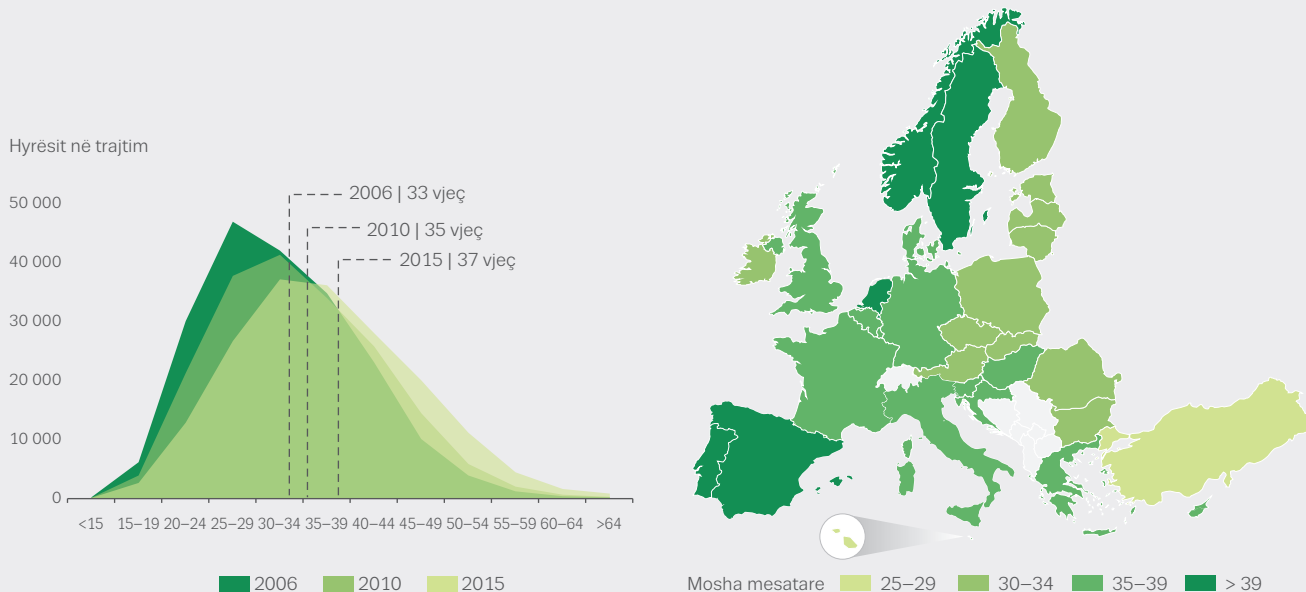 Hyrësit në trajtim
50 000
40 000
30 000
20 000
10 000
0
2006 | 33 vjeç
2010 | 35 vjeç
2015 | 37 vjeç
<15 15–19 20–24 25–29 30–34 35–39 40–44 45–49 50–54 55–59 60–64 >64
2006 2010 2015
Mosha mesatare 25–29 30–34 35–39 > 39